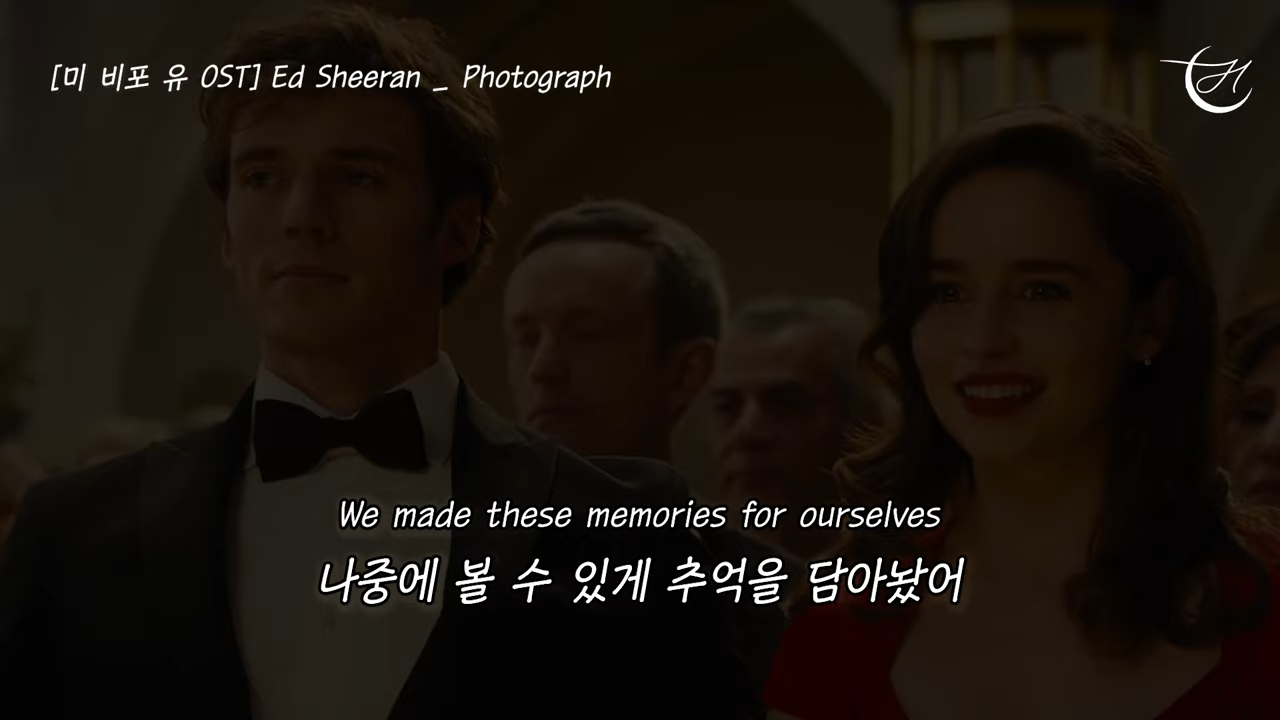 [미 비포 유 OST] Ed Sheeran _ Photograph
We made these memories for ourselves
나중에 볼 수 있게 추억을 담아놨어